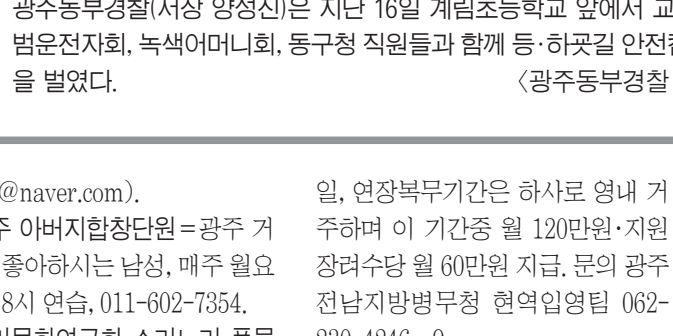 광주동부경찰(서장 양성진)은 지난 16일 계림초등학교 앞에서 교
범운전자회, 녹색어머니회, 동구청 직원들과 함께 등·하굣길 안전캠
을 벌였다. 〈광주동부경찰
@naver.com).
주 아버지합창단원=광주 거
좋아하시는 남성, 매주 월요
8시 연습, 011-602-7354.
일, 연장복무기간은 하사로 영내 거
주하며 이 기간중 월 120만원·지원
장려수당 월 60만원 지급. 문의 광주
전남지방병무청 현역입영팀 062-